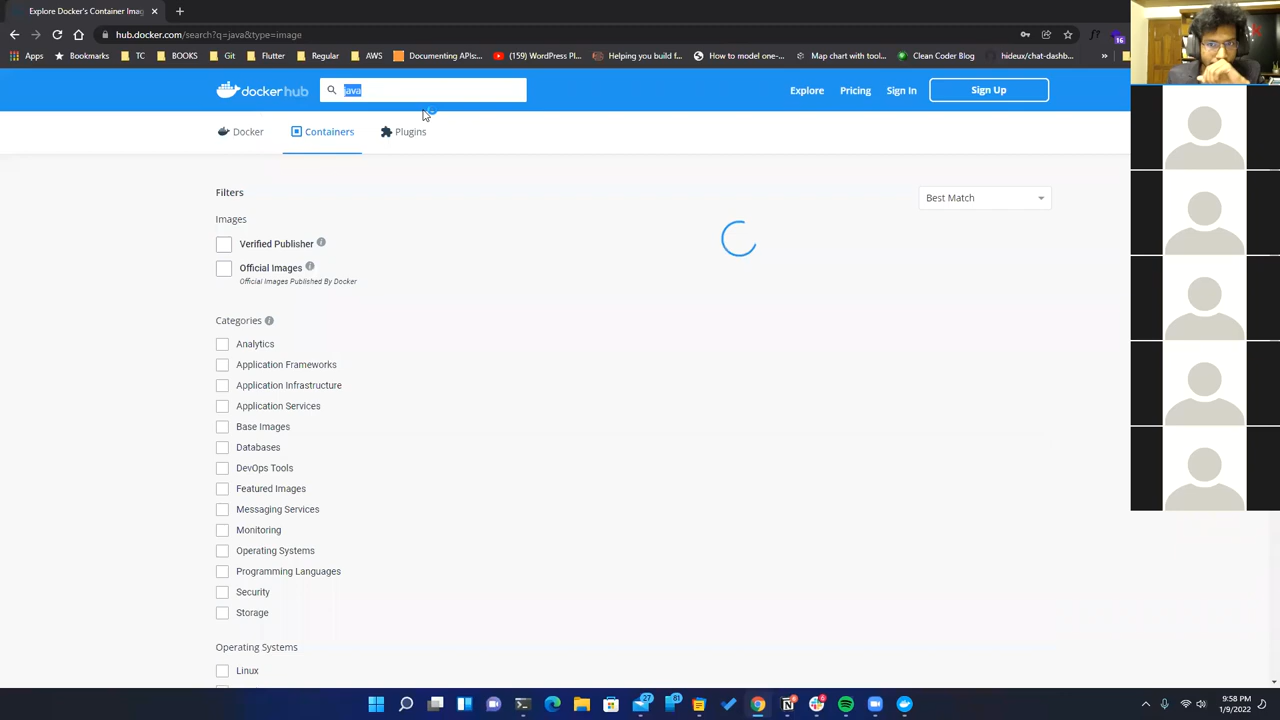 Explore Docker's Container Imag
hub.docker.com/search?q=java&type=image
16
Apps
Bookmarks
TC
BOOKS
Git
Flutter
Regular
AWS
Documenting APIs:...
(159) WordPress Pl...
Helping you build f...
How to model one-...
Map chart with tool...
Clean Coder Blog
hideux/chat-dashb...
»
dockerhub
java
Explore
Pricing
Sign In
Sign Up
Docker
Containers
Plugins
Filters
Best Match
Images
Verified Publisher
Official Images
Official Images Published By Docker
Categories
Analytics
Application Frameworks
Application Infrastructure
Application Services
Base Images
Databases
DevOps Tools
Featured Images
Messaging Services
Monitoring
Operating Systems
Programming Languages
Security
Storage
Operating Systems
Linux
27
81
6
9:58 PM
1/9/2022